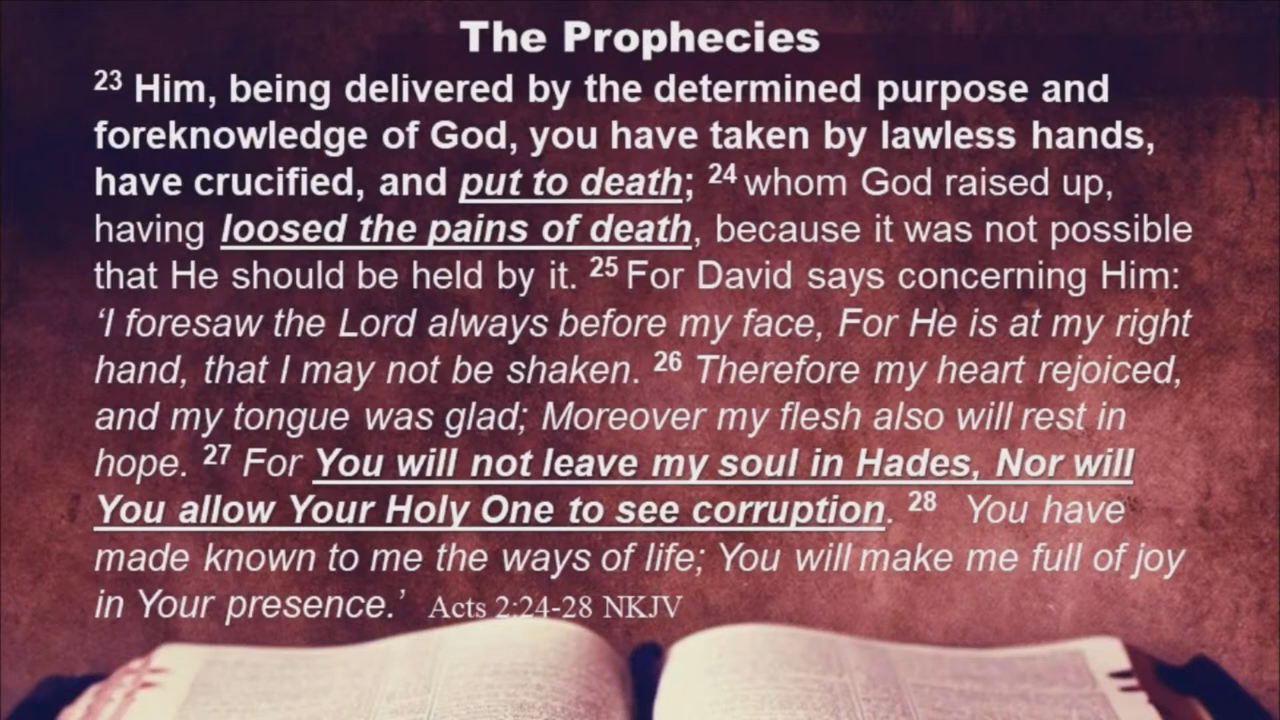 The Prophecies
23 Him, being delivered by the determined purpose and
foreknowledge of God, you have taken by lawless hands,
have crucified, and put to death; 24 whom God raised up,
having loosed the pains of death, because it was not possible
that He should be held by it. 25 For David says concerning Him:
‘I foresaw the Lord always before my face, For He is at my right
hand, that I may not be shaken. 26 Therefore my heart rejoiced,
and my tongue was glad; Moreover my flesh also will rest in
hope. 27 For You will not leave my soul in Hades, Nor will
You allow Your Holy One to see corruption. 28 You have
made known to me the ways of life; You will make me full of joy
in Your presence.’ Acts 2:24-28 NKJV